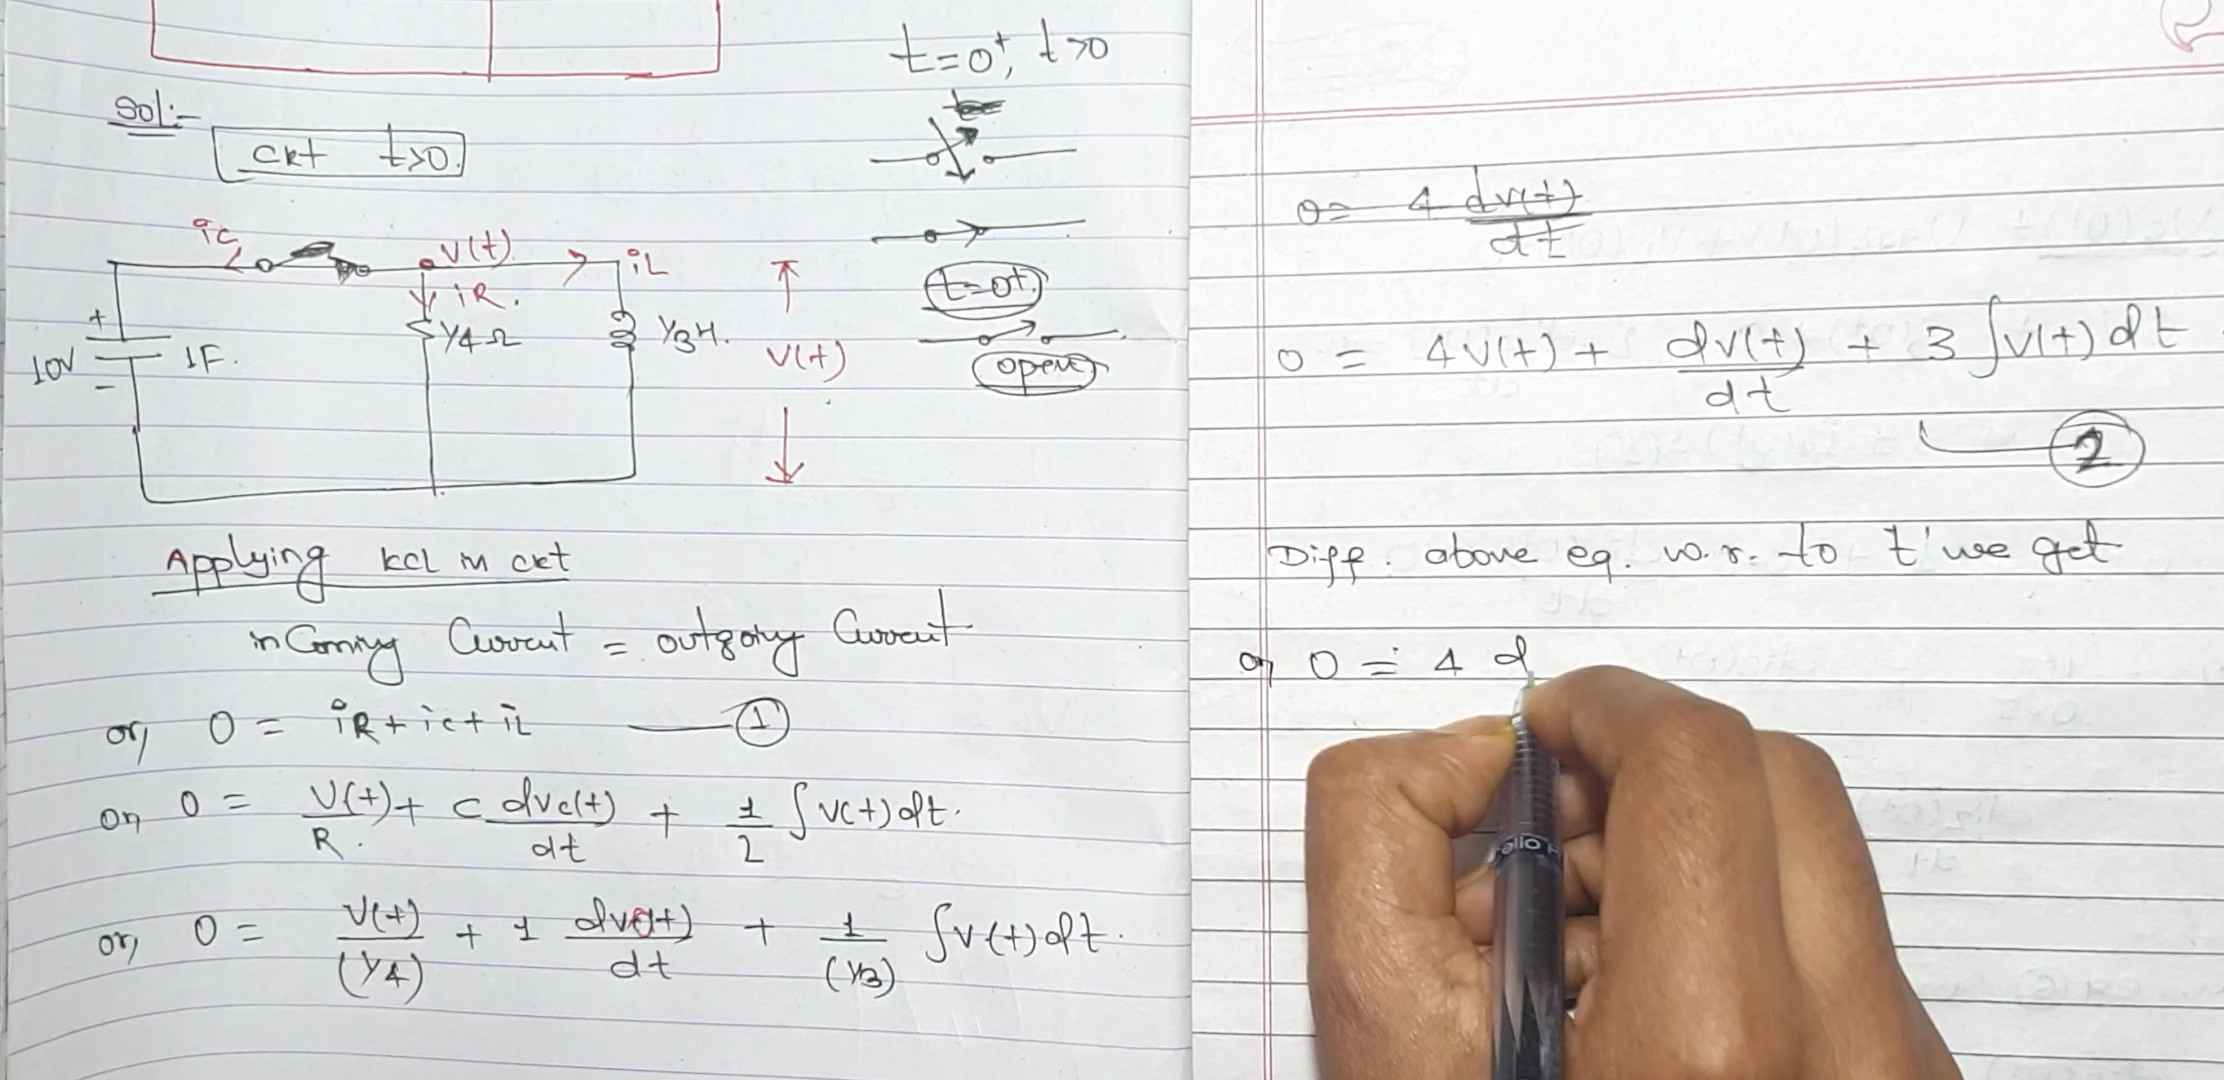 t=0⁺, t>0
Sol:-
ckt t>0.
ic
V(t)
iL
iR.
t=0+.
+
10V
-
1F.
1/4Ω
1/3H.
V(t)
open
Applying kcl in ckt
inComing Current = outgoing Current
or, 0 = iR + ic + iL ——①
or 0 = V(t)/R. + C dvc(t)/dt + 1/2 ∫v(t)dt.
or, 0 = V(t)/(1/4) + 1 dv(t)/dt + 1/(1/3) ∫v(t)dt.
0= 4 dv(t)/dt
0 = 4V(t) + dv(t)/dt + 3 ∫v(t)dt
②
Diff. above eq. w.r. to t' we get
or 0 = 4 d